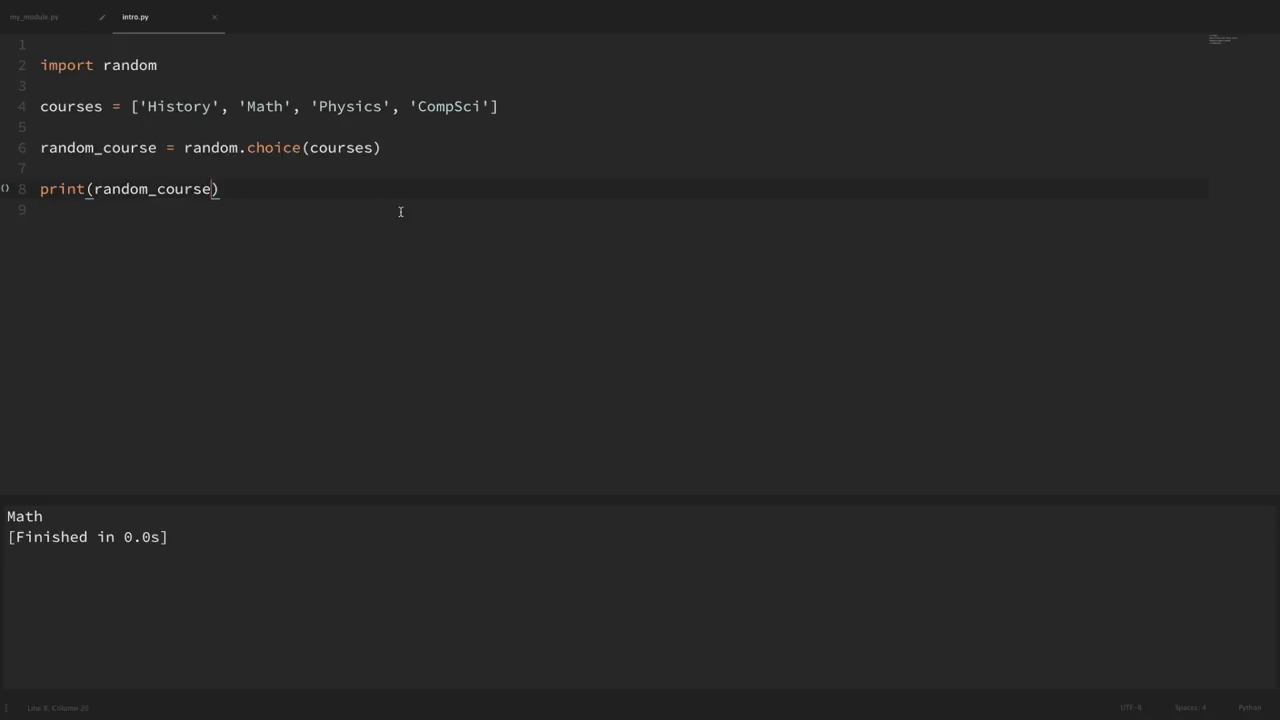 my_module.py
intro.py
1
2 import random
3
4 courses = ['History', 'Math', 'Physics', 'CompSci']
5
6 random_course = random.choice(courses)
7
() 8 print(random_course)
9
Math
[Finished in 0.0s]
Line 8, Column 20
UTF-8
Spaces: 4
Python